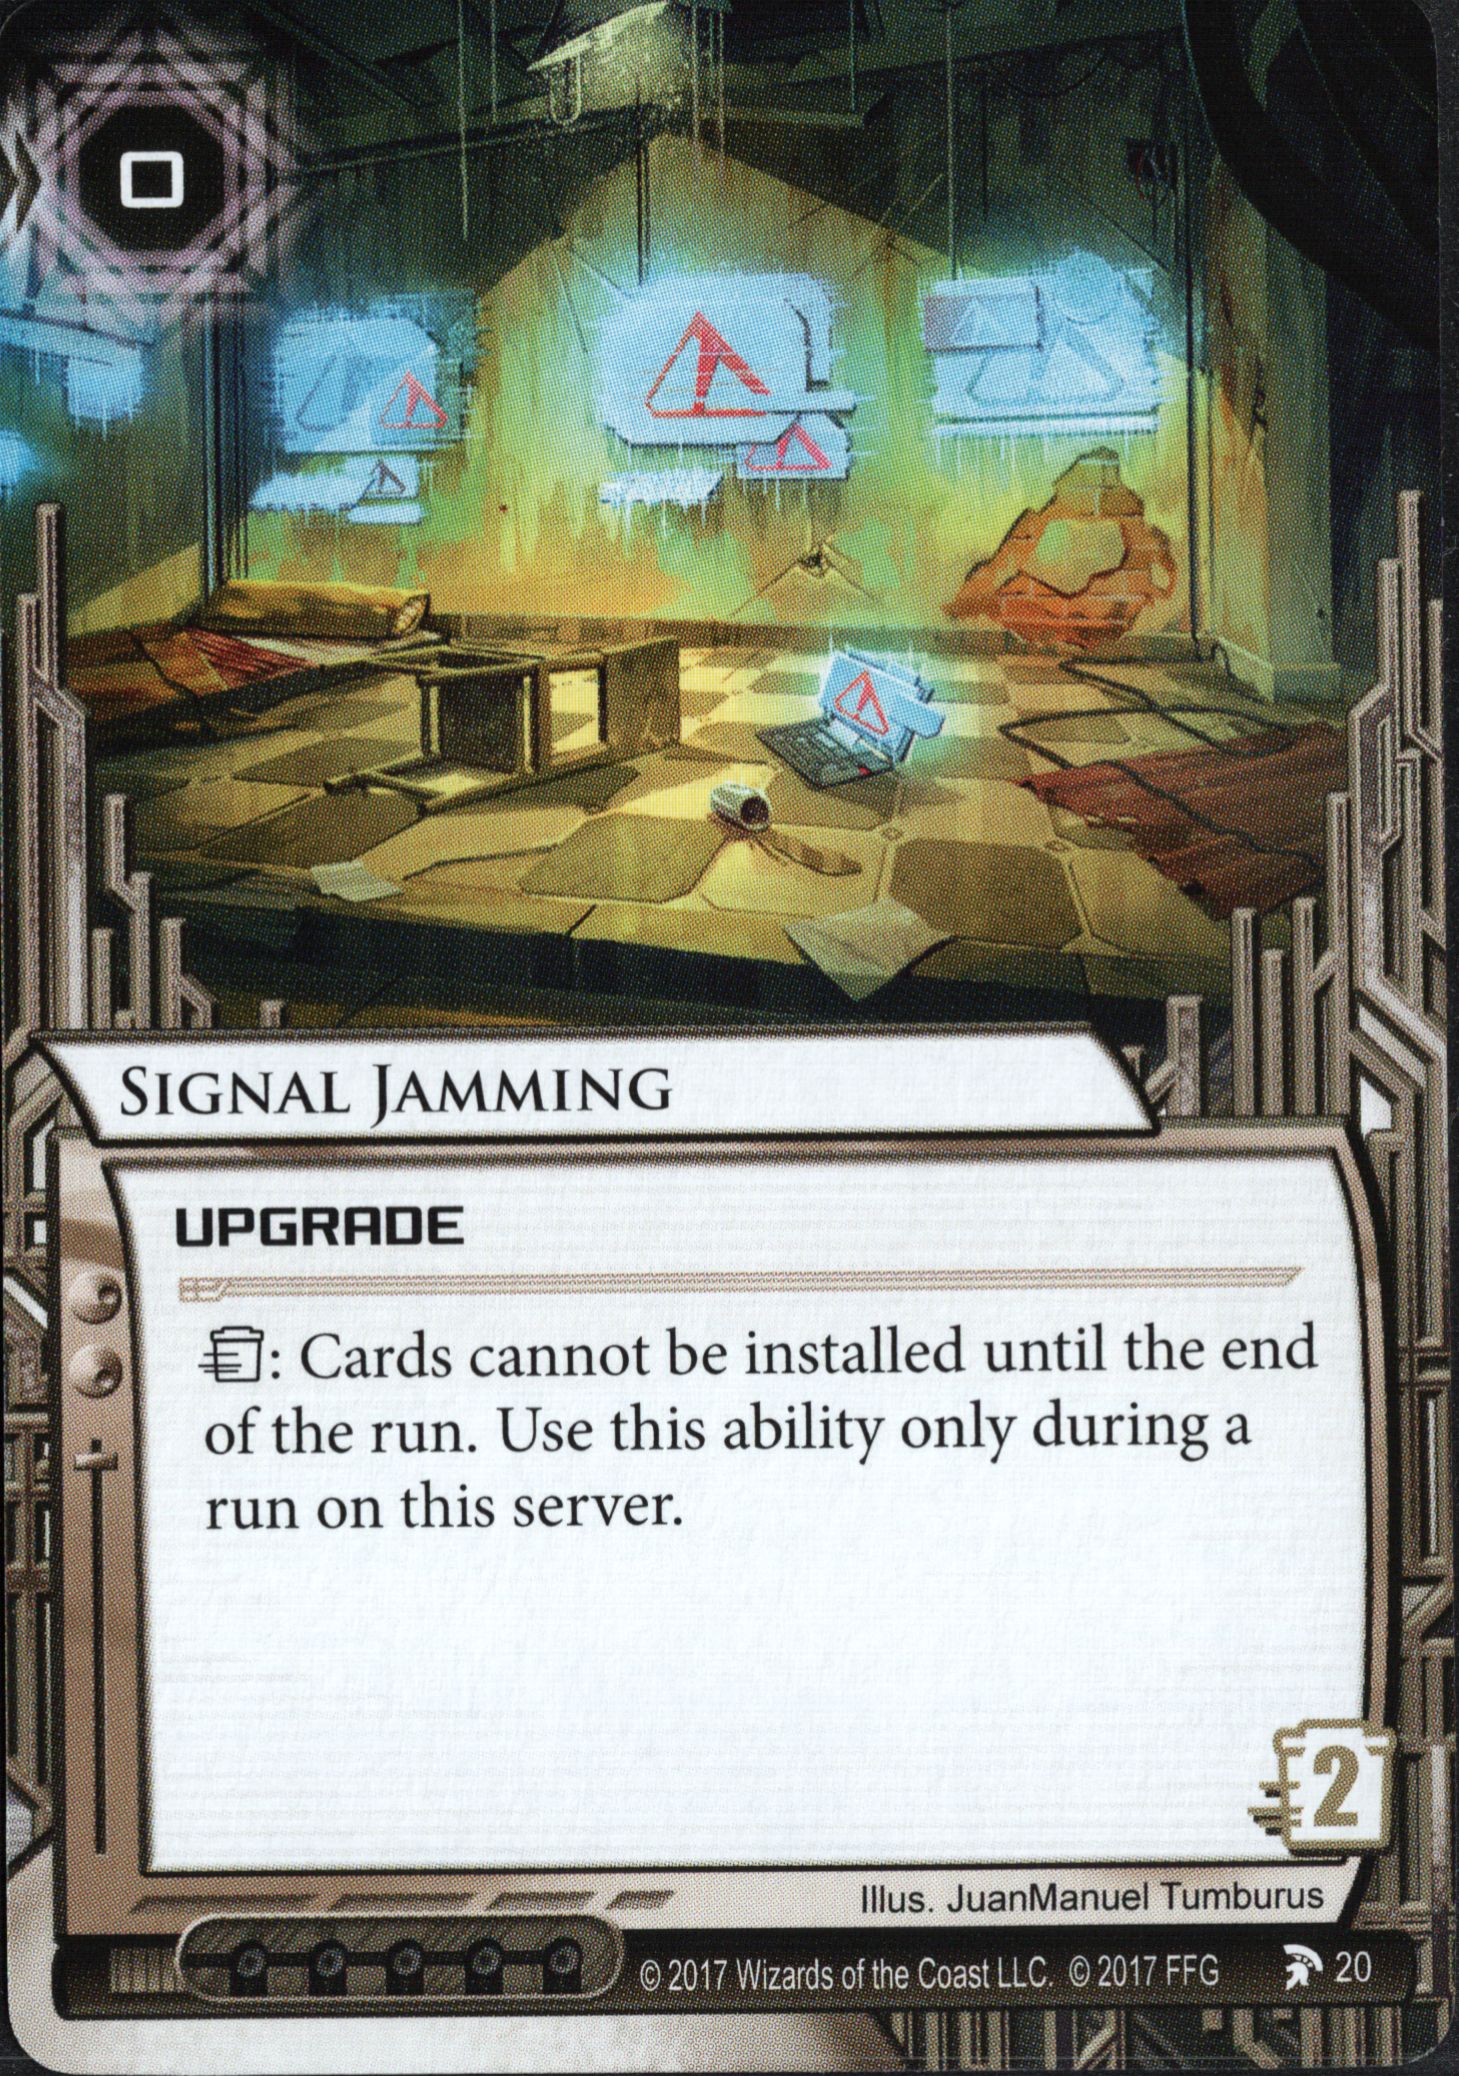 0
SIGNAL JAMMING
UPGRADE
: Cards cannot be installed until the end
of the run. Use this ability only during a
run on this server.
2
Illus. JuanManuel Tumburus
© 2017 Wizards of the Coast LLC. © 2017 FFG 20